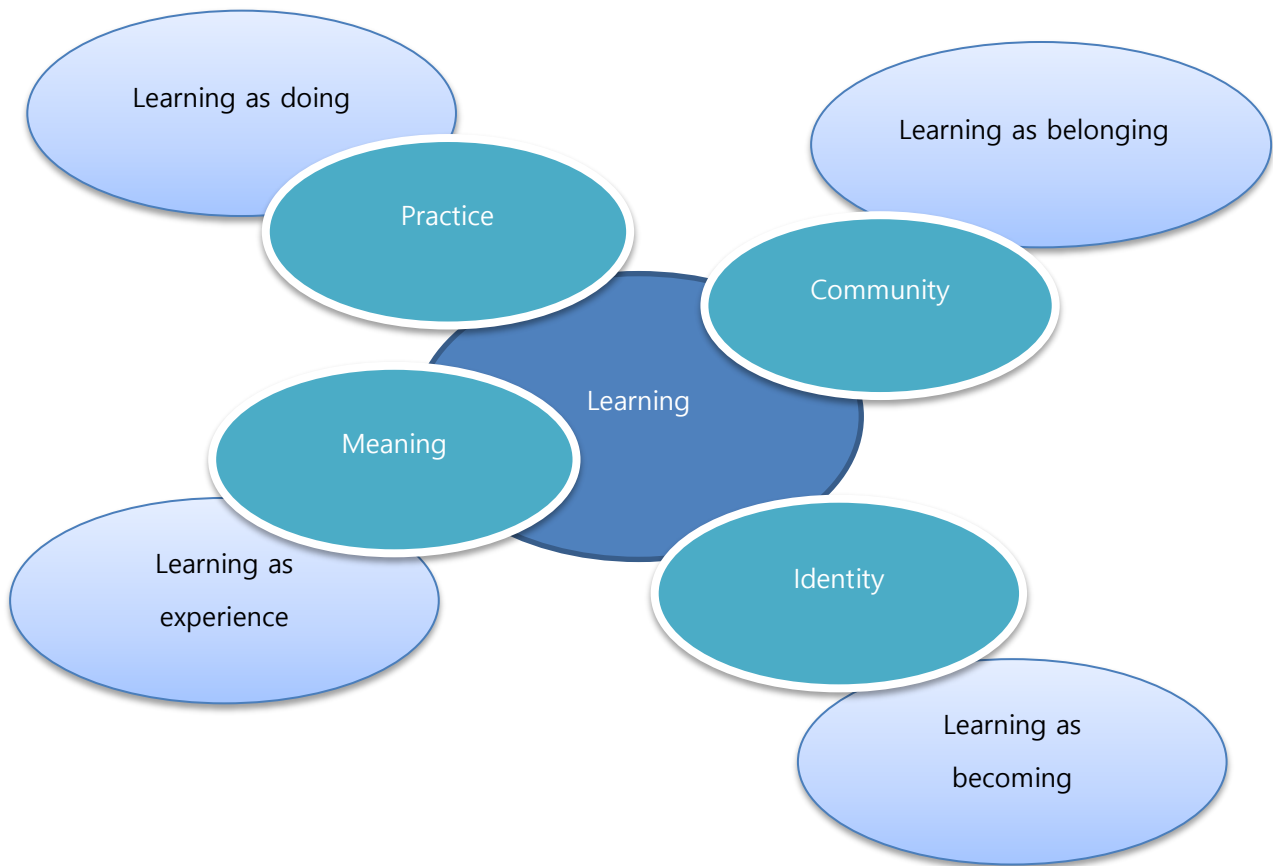 Learning as doing
Learning as belonging
Practice
Community
Learning
Meaning
Learning as
experience
Identity
Learning as
becoming